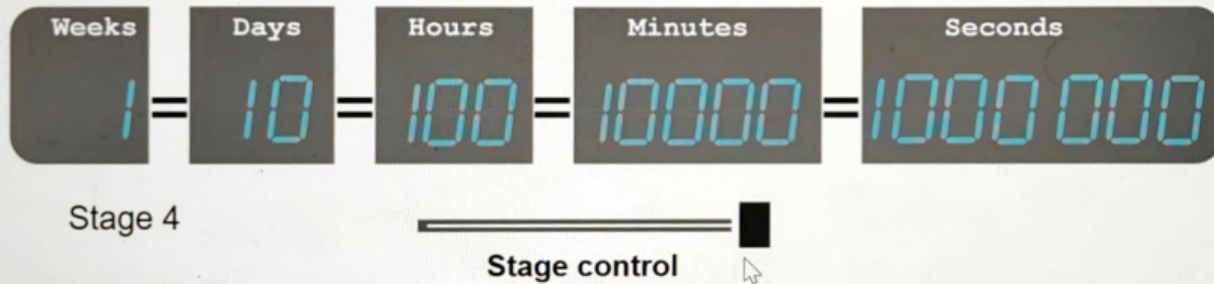 Weeks Days Hours Minutes Seconds
1 = 10 = 100 = 10000 = 1000 000
Stage 4
Stage control